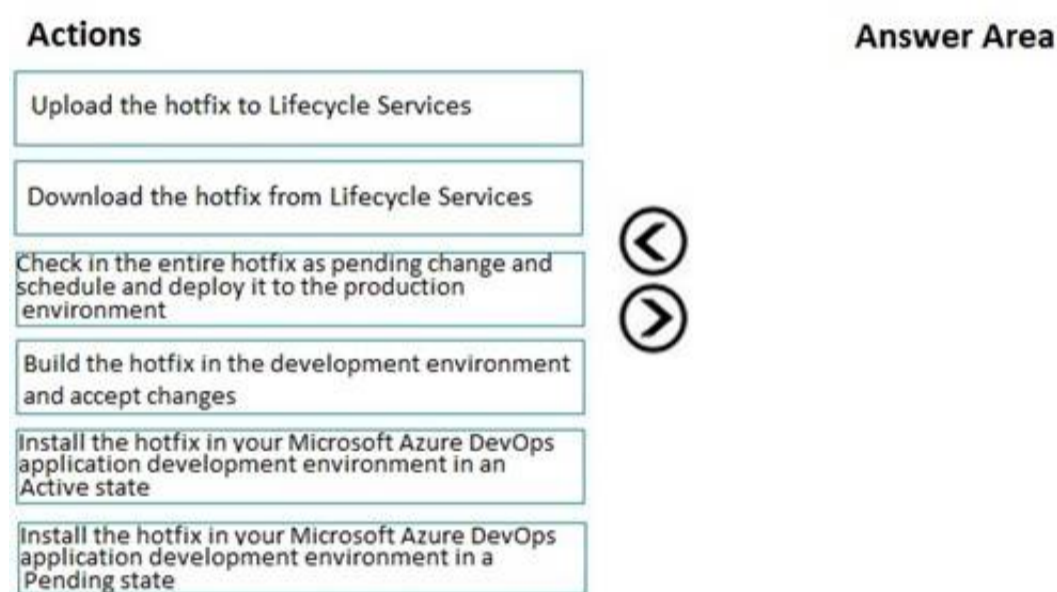 Actions
Answer Area
Upload the hotfix to Lifecycle Services
Download the hotfix from Lifecycle Services
Check in the entire hotfix as pending change and
schedule and deploy it to the production
environment
Build the hotfix in the development environment
and accept changes
Install the hotfix in your Microsoft Azure DevOps
application development environment in an
Active state
Install the hotfix in your Microsoft Azure DevOps
application development environment in a
Pending state